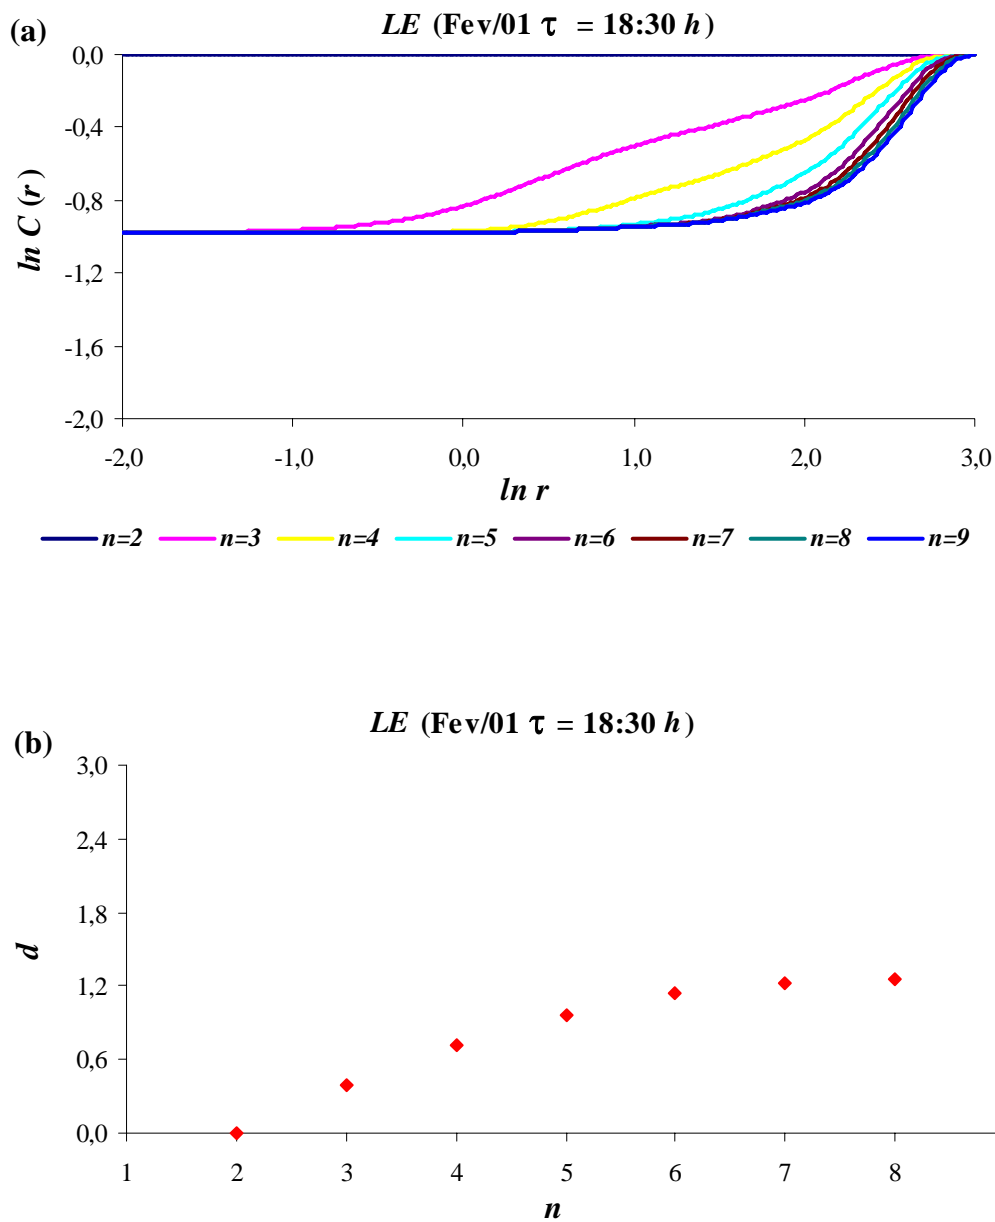 (a)
LE (Fev/01 τ = 18:30 h)
0,0
-0,4
-0,8
-1,2
-1,6
-2,0
ln C (r)
-2,0 -1,0 0,0 1,0 2,0 3,0
ln r
n=2 n=3 n=4 n=5 n=6 n=7 n=8 n=9
LE (Fev/01 τ = 18:30 h)
(b)
3,0
2,4
1,8
1,2
0,6
0,0
d
1 2 3 4 5 6 7 8
n